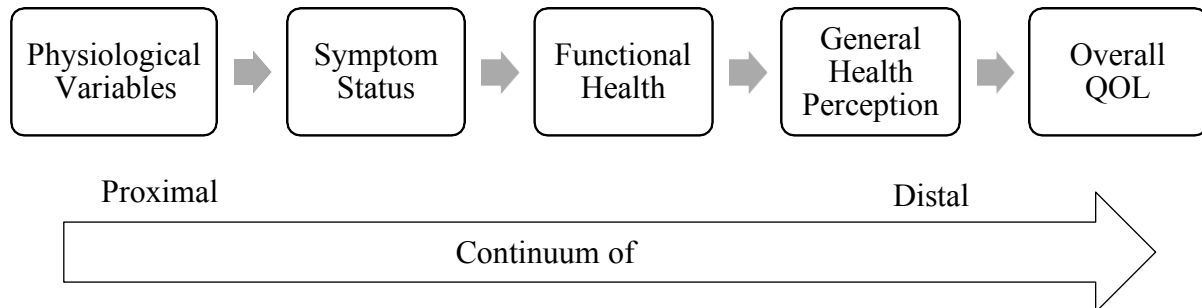 Physiological
Variables
Symptom
Status
Functional
Health
General
Health
Perception
Overall
QOL
Proximal
Distal
Continuum of